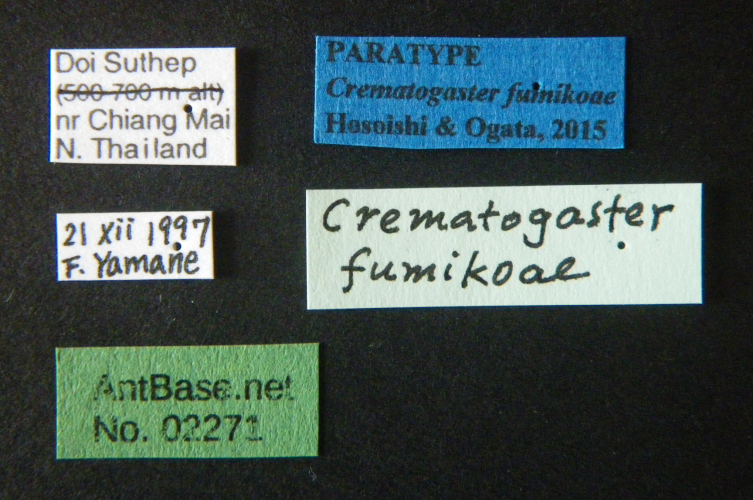 Doi Suthep
(500-700 m alt)
nr Chiang Mai
N. Thailand
PARATYPE
Crematogaster fumikoae
Hosoishi & Ogata, 2015
21 xii 1997
F. Yamane
Crematogaster
fumikoae
AntBase.net
No. 02271